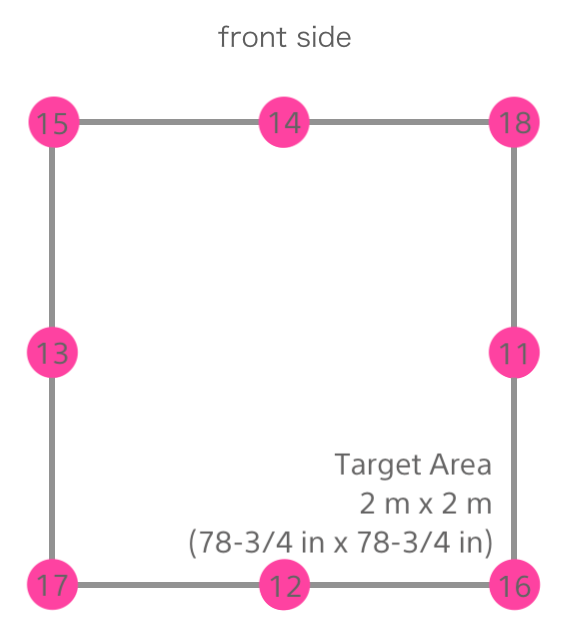 front side
15 14 18
13 11
Target Area
2 m x 2 m
(78-3/4 in x 78-3/4 in)
17 12 16